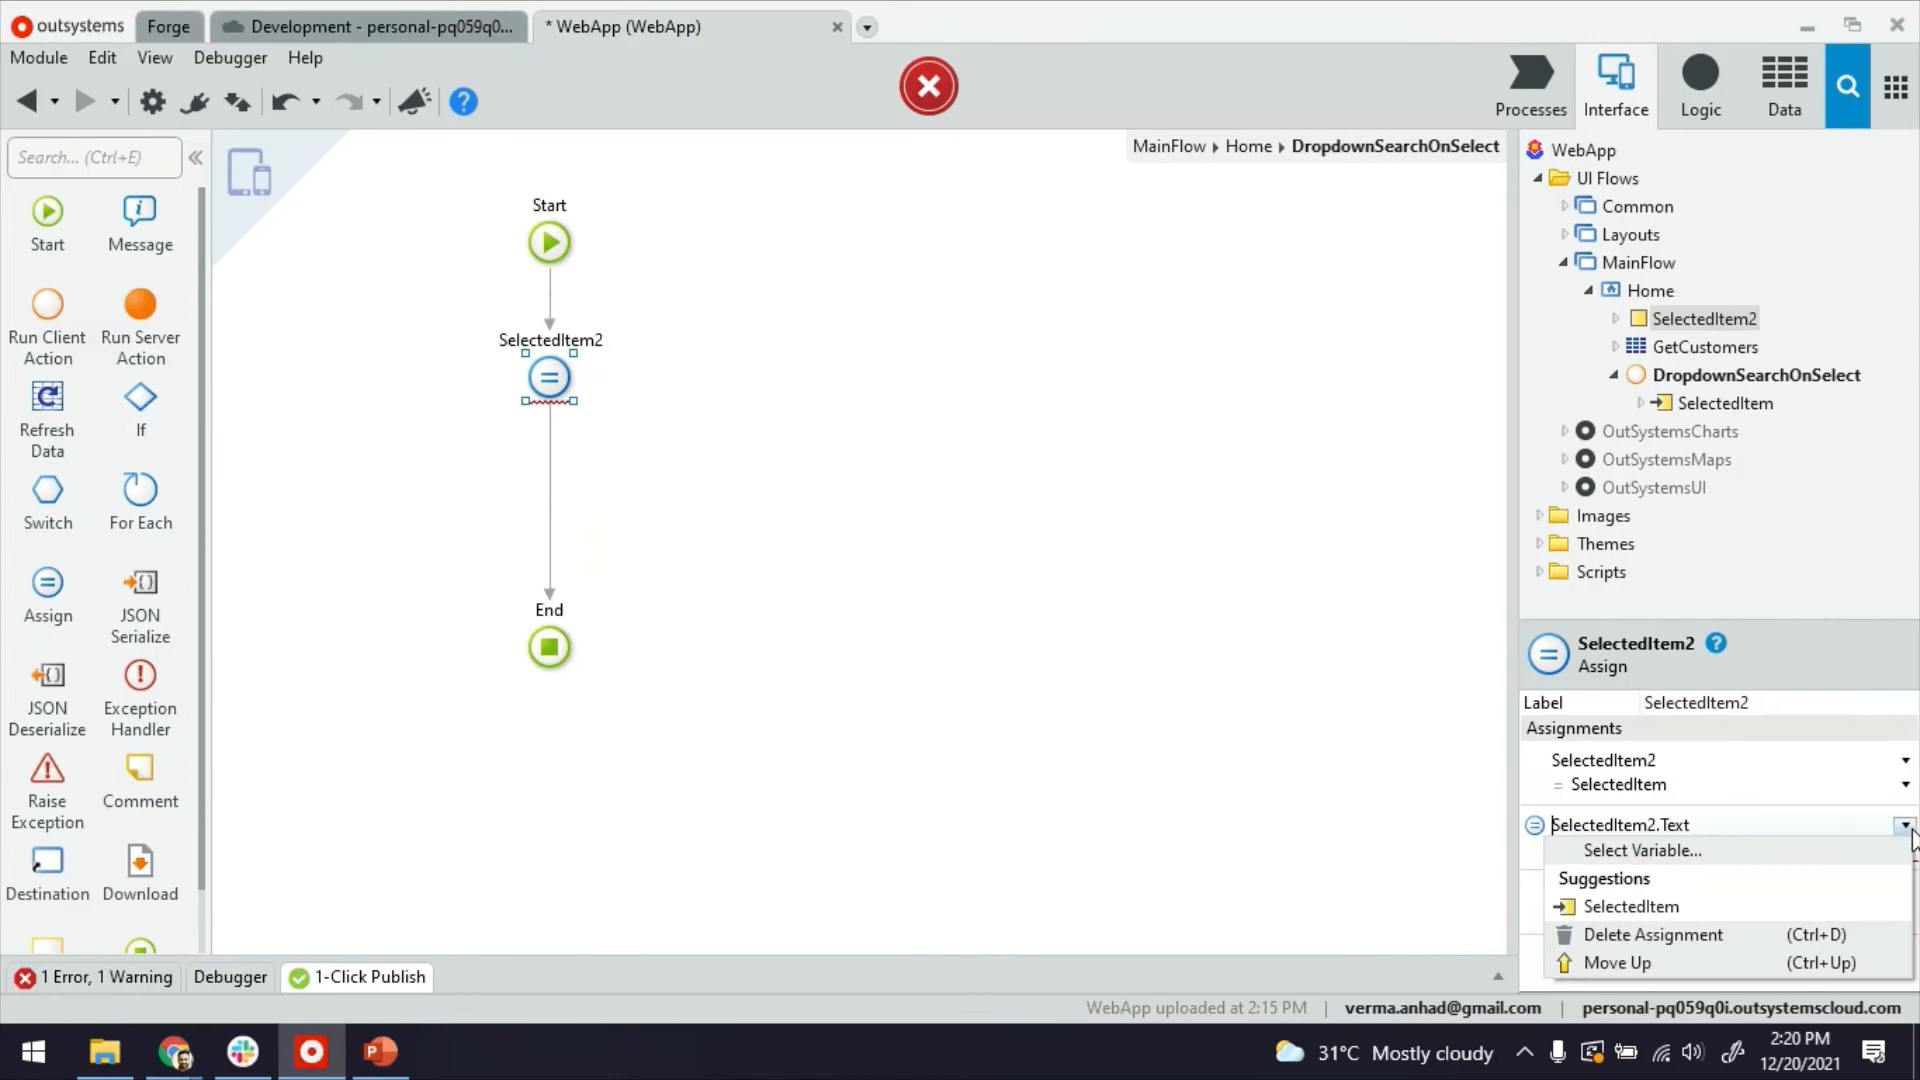 outsystems
Forge
Development - personal-pq059q0...
* WebApp (WebApp)
Module Edit View Debugger Help
Processes
Interface
Logic
Data
Search... (Ctrl+E)
Start
Message
Run Client Action
Run Server Action
Refresh Data
If
Switch
For Each
Assign
JSON Serialize
JSON Deserialize
Exception Handler
Raise Exception
Comment
Destination
Download
MainFlow Home DropdownSearchOnSelect
Start
SelectedItem2
End
WebApp
UI Flows
Common
Layouts
MainFlow
Home
SelectedItem2
GetCustomers
DropdownSearchOnSelect
SelectedItem
OutSystemsCharts
OutSystemsMaps
OutSystemsUI
Images
Themes
Scripts
SelectedItem2
Assign
Label SelectedItem2
Assignments
SelectedItem2
= SelectedItem
SelectedItem2.Text
Select Variable...
Suggestions
SelectedItem
Delete Assignment (Ctrl+D)
Move Up (Ctrl+Up)
1 Error, 1 Warning Debugger 1-Click Publish
WebApp uploaded at 2:15 PM | verma.anhad@gmail.com | personal-pq059q0i.outsystemscloud.com
31°C Mostly cloudy
2:20 PM
12/20/2021